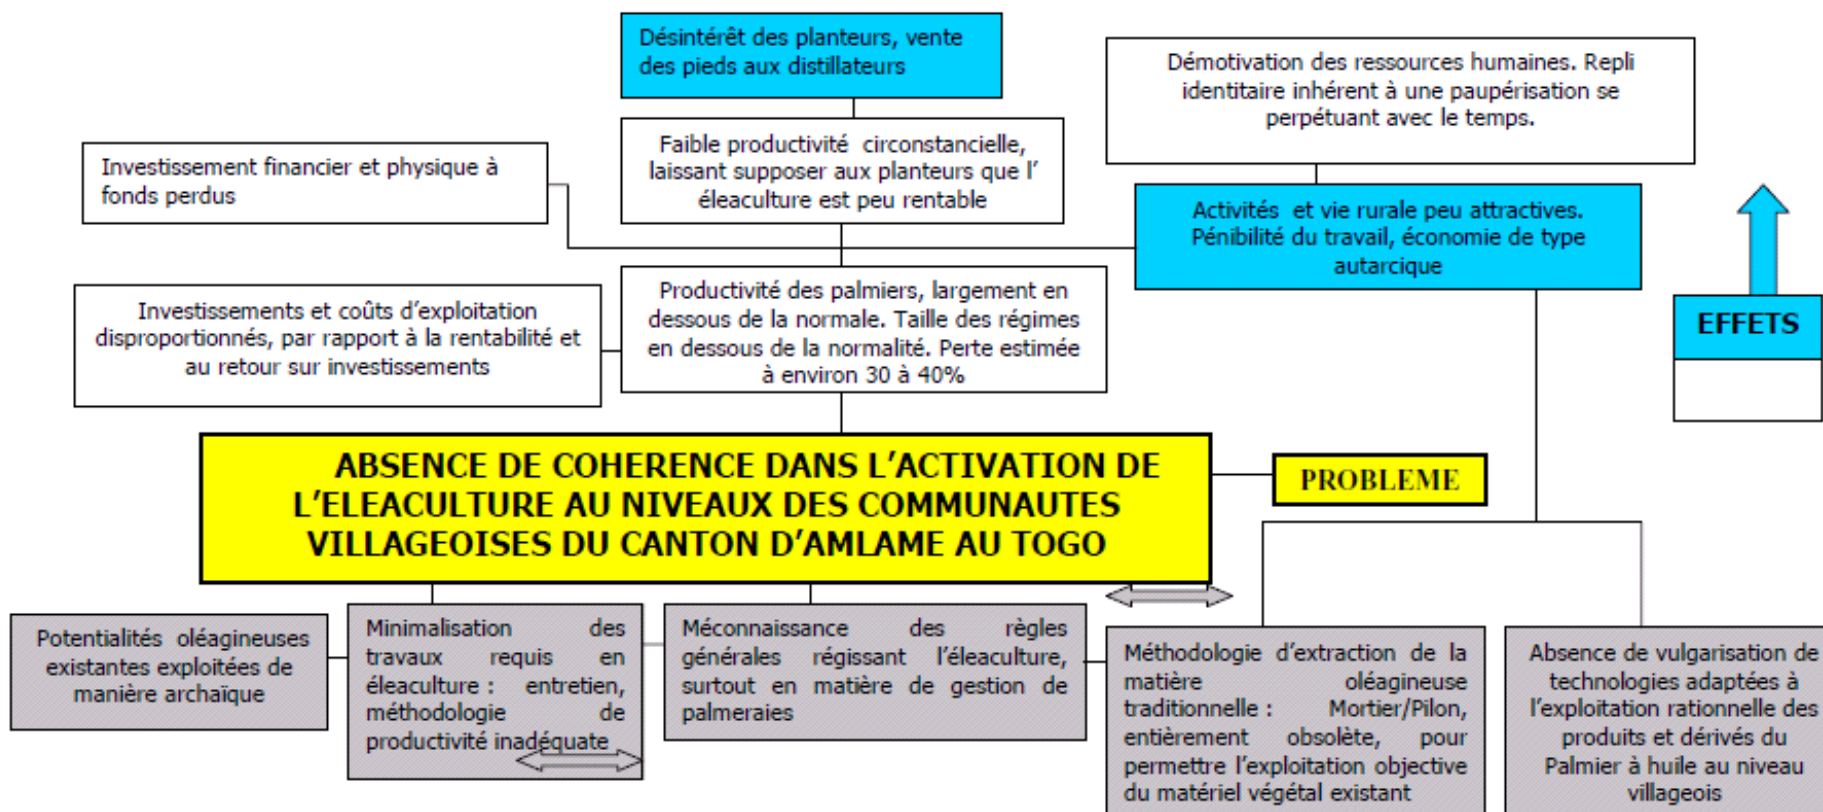 Désintérêt des planteurs, vente
des pieds aux distillateurs
Démotivation des ressources humaines. Repli
identitaire inhérent à une paupérisation se
perpétuant avec le temps.
Faible productivité circonstancielle,
laissant supposer aux planteurs que l'
éleaculture est peu rentable
Investissement financier et physique à
fonds perdus
Activités et vie rurale peu attractives.
Pénibilité du travail, économie de type
autarcique
Productivité des palmiers, largement en
dessous de la normale. Taille des régimes
en dessous de la normalité. Perte estimée
à environ 30 à 40%
Investissements et coûts d'exploitation
disproportionnés, par rapport à la rentabilité et
au retour sur investissements
EFFETS
ABSENCE DE COHERENCE DANS L'ACTIVATION DE
L'ELEACULTURE AU NIVEAUX DES COMMUNAUTES
VILLAGEOISES DU CANTON D'AMLAME AU TOGO
PROBLEME
Potentialités oléagineuses
existantes exploitées de
manière archaïque
Minimalisation des
travaux requis en
éleaculture : entretien,
méthodologie de
productivité inadéquate
Méconnaissance des règles
générales régissant l'éleaculture,
surtout en matière de gestion de
palmeraies
Méthodologie d'extraction de la
matière oléagineuse
traditionnelle : Mortier/Pilon,
entièrement obsolète, pour
permettre l'exploitation objective
du matériel végétal existant
Absence de vulgarisation de
technologies adaptées à
l'exploitation rationnelle des
produits et dérivés du
Palmier à huile au niveau
villageois